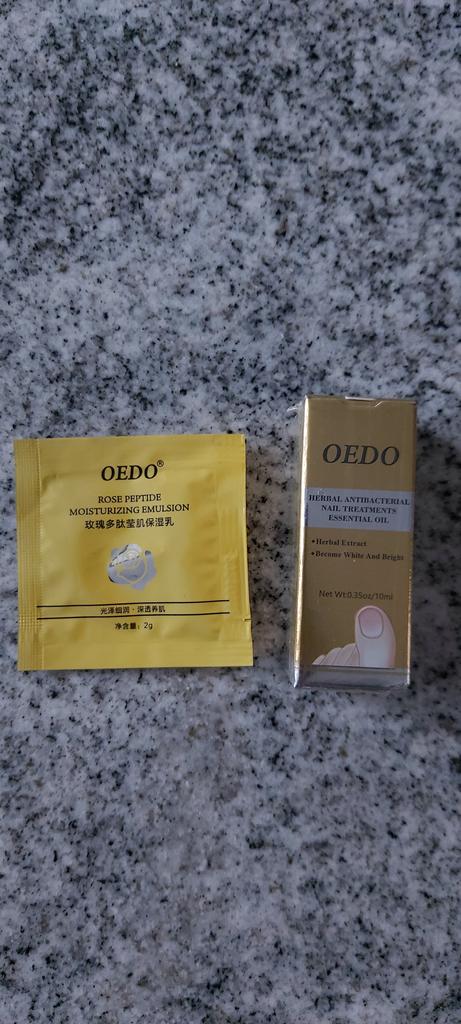 OEDO®
ROSE PEPTIDE
MOISTURIZING EMULSION
玫瑰多肽莹肌保湿乳
光泽细润·深透养肌
净含量：2g
OEDO
HERBAL ANTIBACTERIAL
NAIL TREATMENTS
ESSENTIAL OIL
•Herbal Extract
•Become White And Bright
Net Wt:0.35oz/10ml